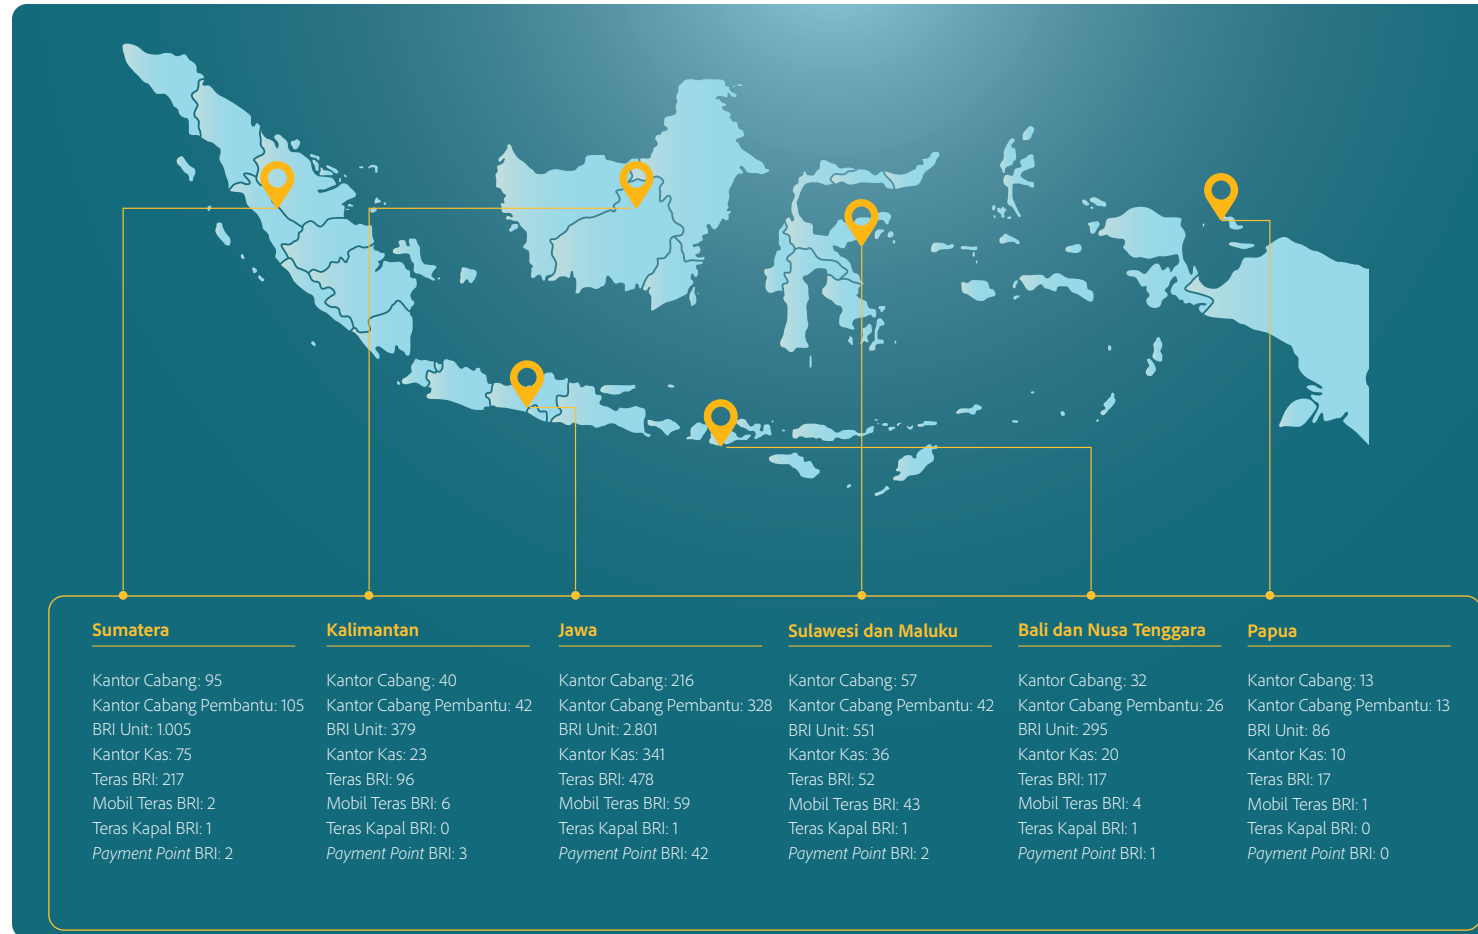 Sumatera
Kantor Cabang: 95
Kantor Cabang Pembantu: 105
BRI Unit: 1.005
Kantor Kas: 75
Teras BRI: 217
Mobil Teras BRI: 2
Teras Kapal BRI: 1
Payment Point BRI: 2
Kalimantan
Kantor Cabang: 40
Kantor Cabang Pembantu: 42
BRI Unit: 379
Kantor Kas: 23
Teras BRI: 96
Mobil Teras BRI: 6
Teras Kapal BRI: 0
Payment Point BRI: 3
Jawa
Kantor Cabang: 216
Kantor Cabang Pembantu: 328
BRI Unit: 2.801
Kantor Kas: 341
Teras BRI: 478
Mobil Teras BRI: 59
Teras Kapal BRI: 1
Payment Point BRI: 42
Sulawesi dan Maluku
Kantor Cabang: 57
Kantor Cabang Pembantu: 42
BRI Unit: 551
Kantor Kas: 36
Teras BRI: 52
Mobil Teras BRI: 43
Teras Kapal BRI: 1
Payment Point BRI: 2
Bali dan Nusa Tenggara
Kantor Cabang: 32
Kantor Cabang Pembantu: 26
BRI Unit: 295
Kantor Kas: 20
Teras BRI: 117
Mobil Teras BRI: 4
Teras Kapal BRI: 1
Payment Point BRI: 1
Papua
Kantor Cabang: 13
Kantor Cabang Pembantu: 13
BRI Unit: 86
Kantor Kas: 10
Teras BRI: 17
Mobil Teras BRI: 1
Teras Kapal BRI: 0
Payment Point BRI: 0